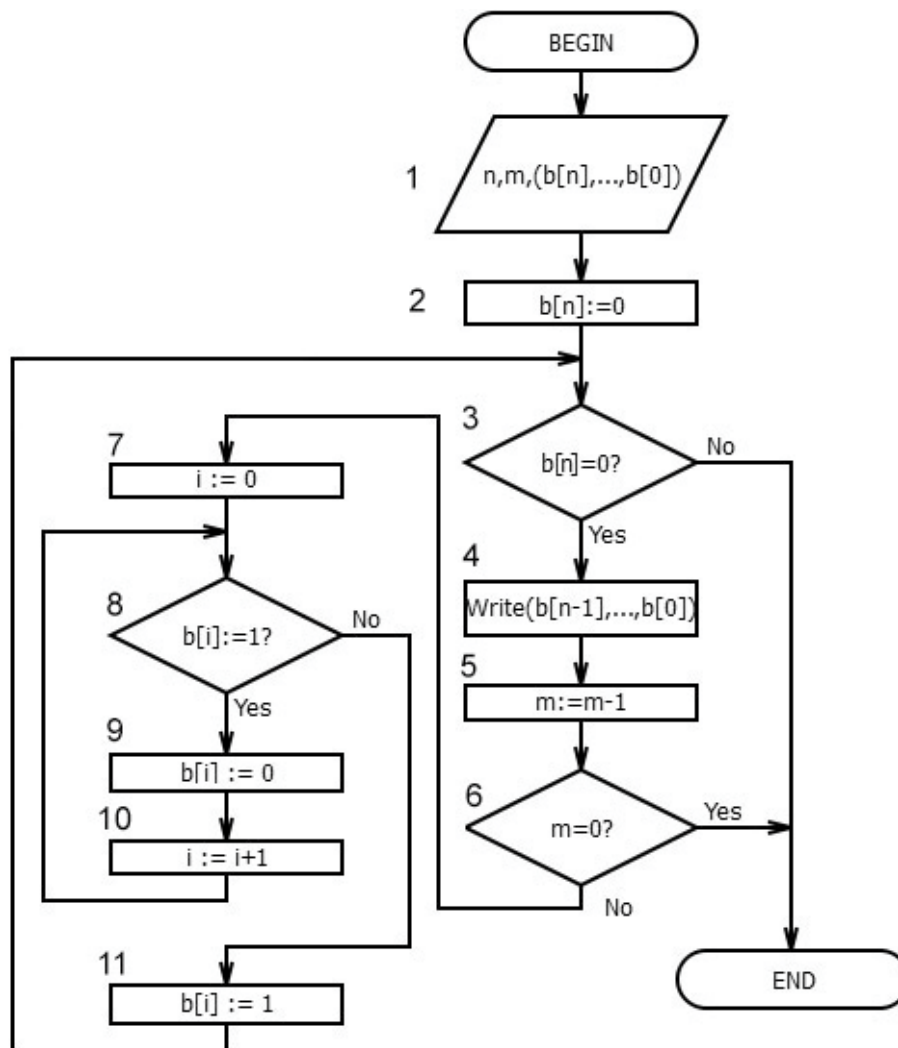 BEGIN
1
n,m,(b[n],...,b[0])
2
b[n]:=0
3
b[n]=0?
No
Yes
4
Write(b[n-1],...,b[0])
5
m:=m-1
6
m=0?
Yes
No
7
i := 0
8
b[i]:=1?
No
Yes
9
b[i] := 0
10
i := i+1
11
b[i] := 1
END